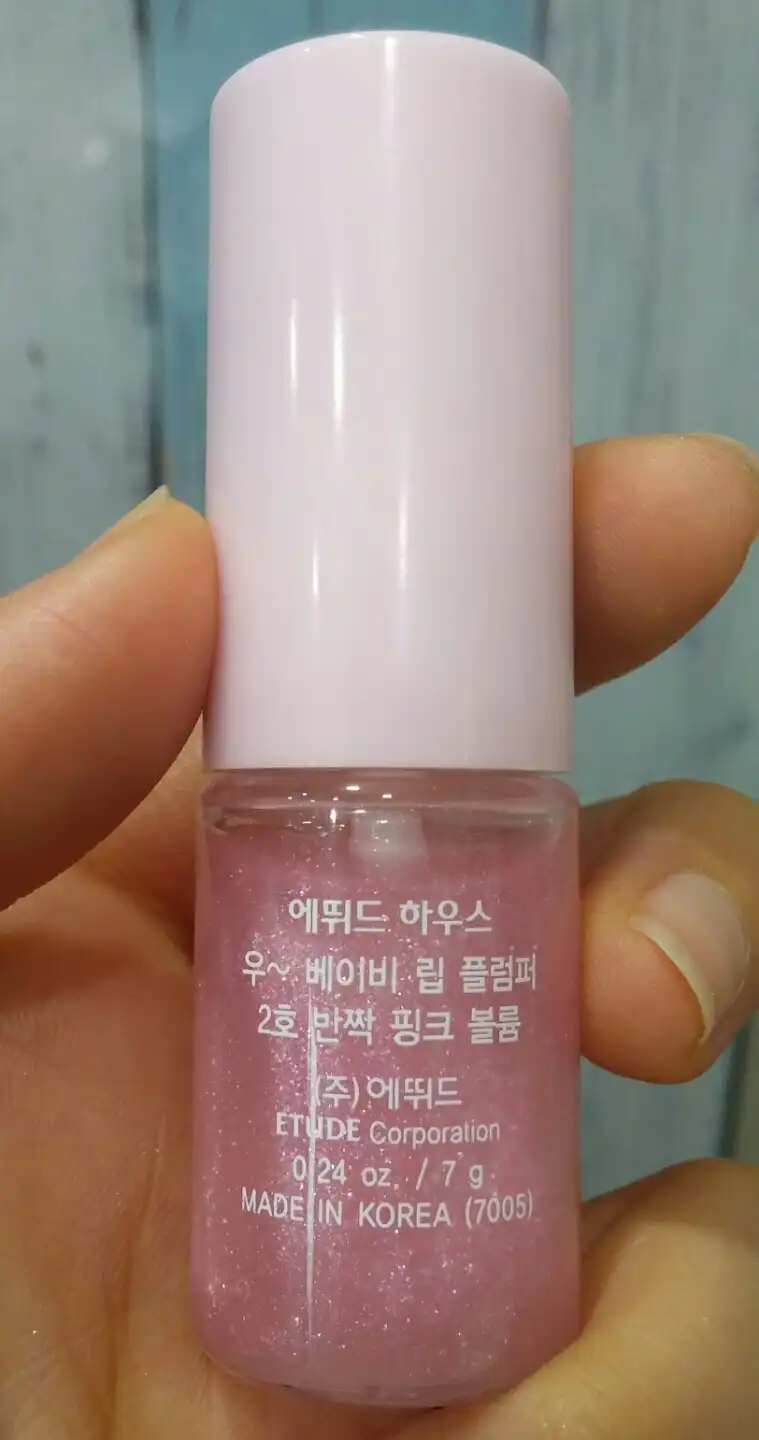 에뛰드 하우스
우~ 베이비 립 플럼퍼
2호 반짝 핑크 볼륨
(주)에뛰드
ETUDE Corporation
0.24 oz. / 7 g
MADE IN KOREA (7005)